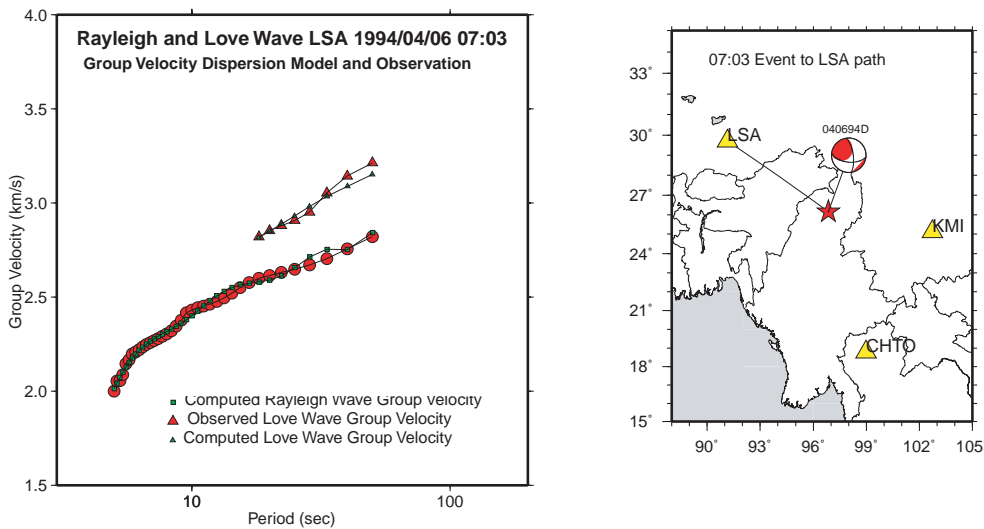 4.0
3.5
3.0
2.5
2.0
1.5
Group Velocity (km/s)
Rayleigh and Love Wave LSA 1994/04/06 07:03
Group Velocity Dispersion Model and Observation
Computed Rayleigh Wave Group Velocity
Observed Love Wave Group Velocity
Computed Love Wave Group Velocity
10
100
Period (sec)
07:03 Event to LSA path
33°
30°
27°
24°
21°
18°
15°
LSA
040694D
KMI
CHTO
90°
93°
96°
99°
102°
105